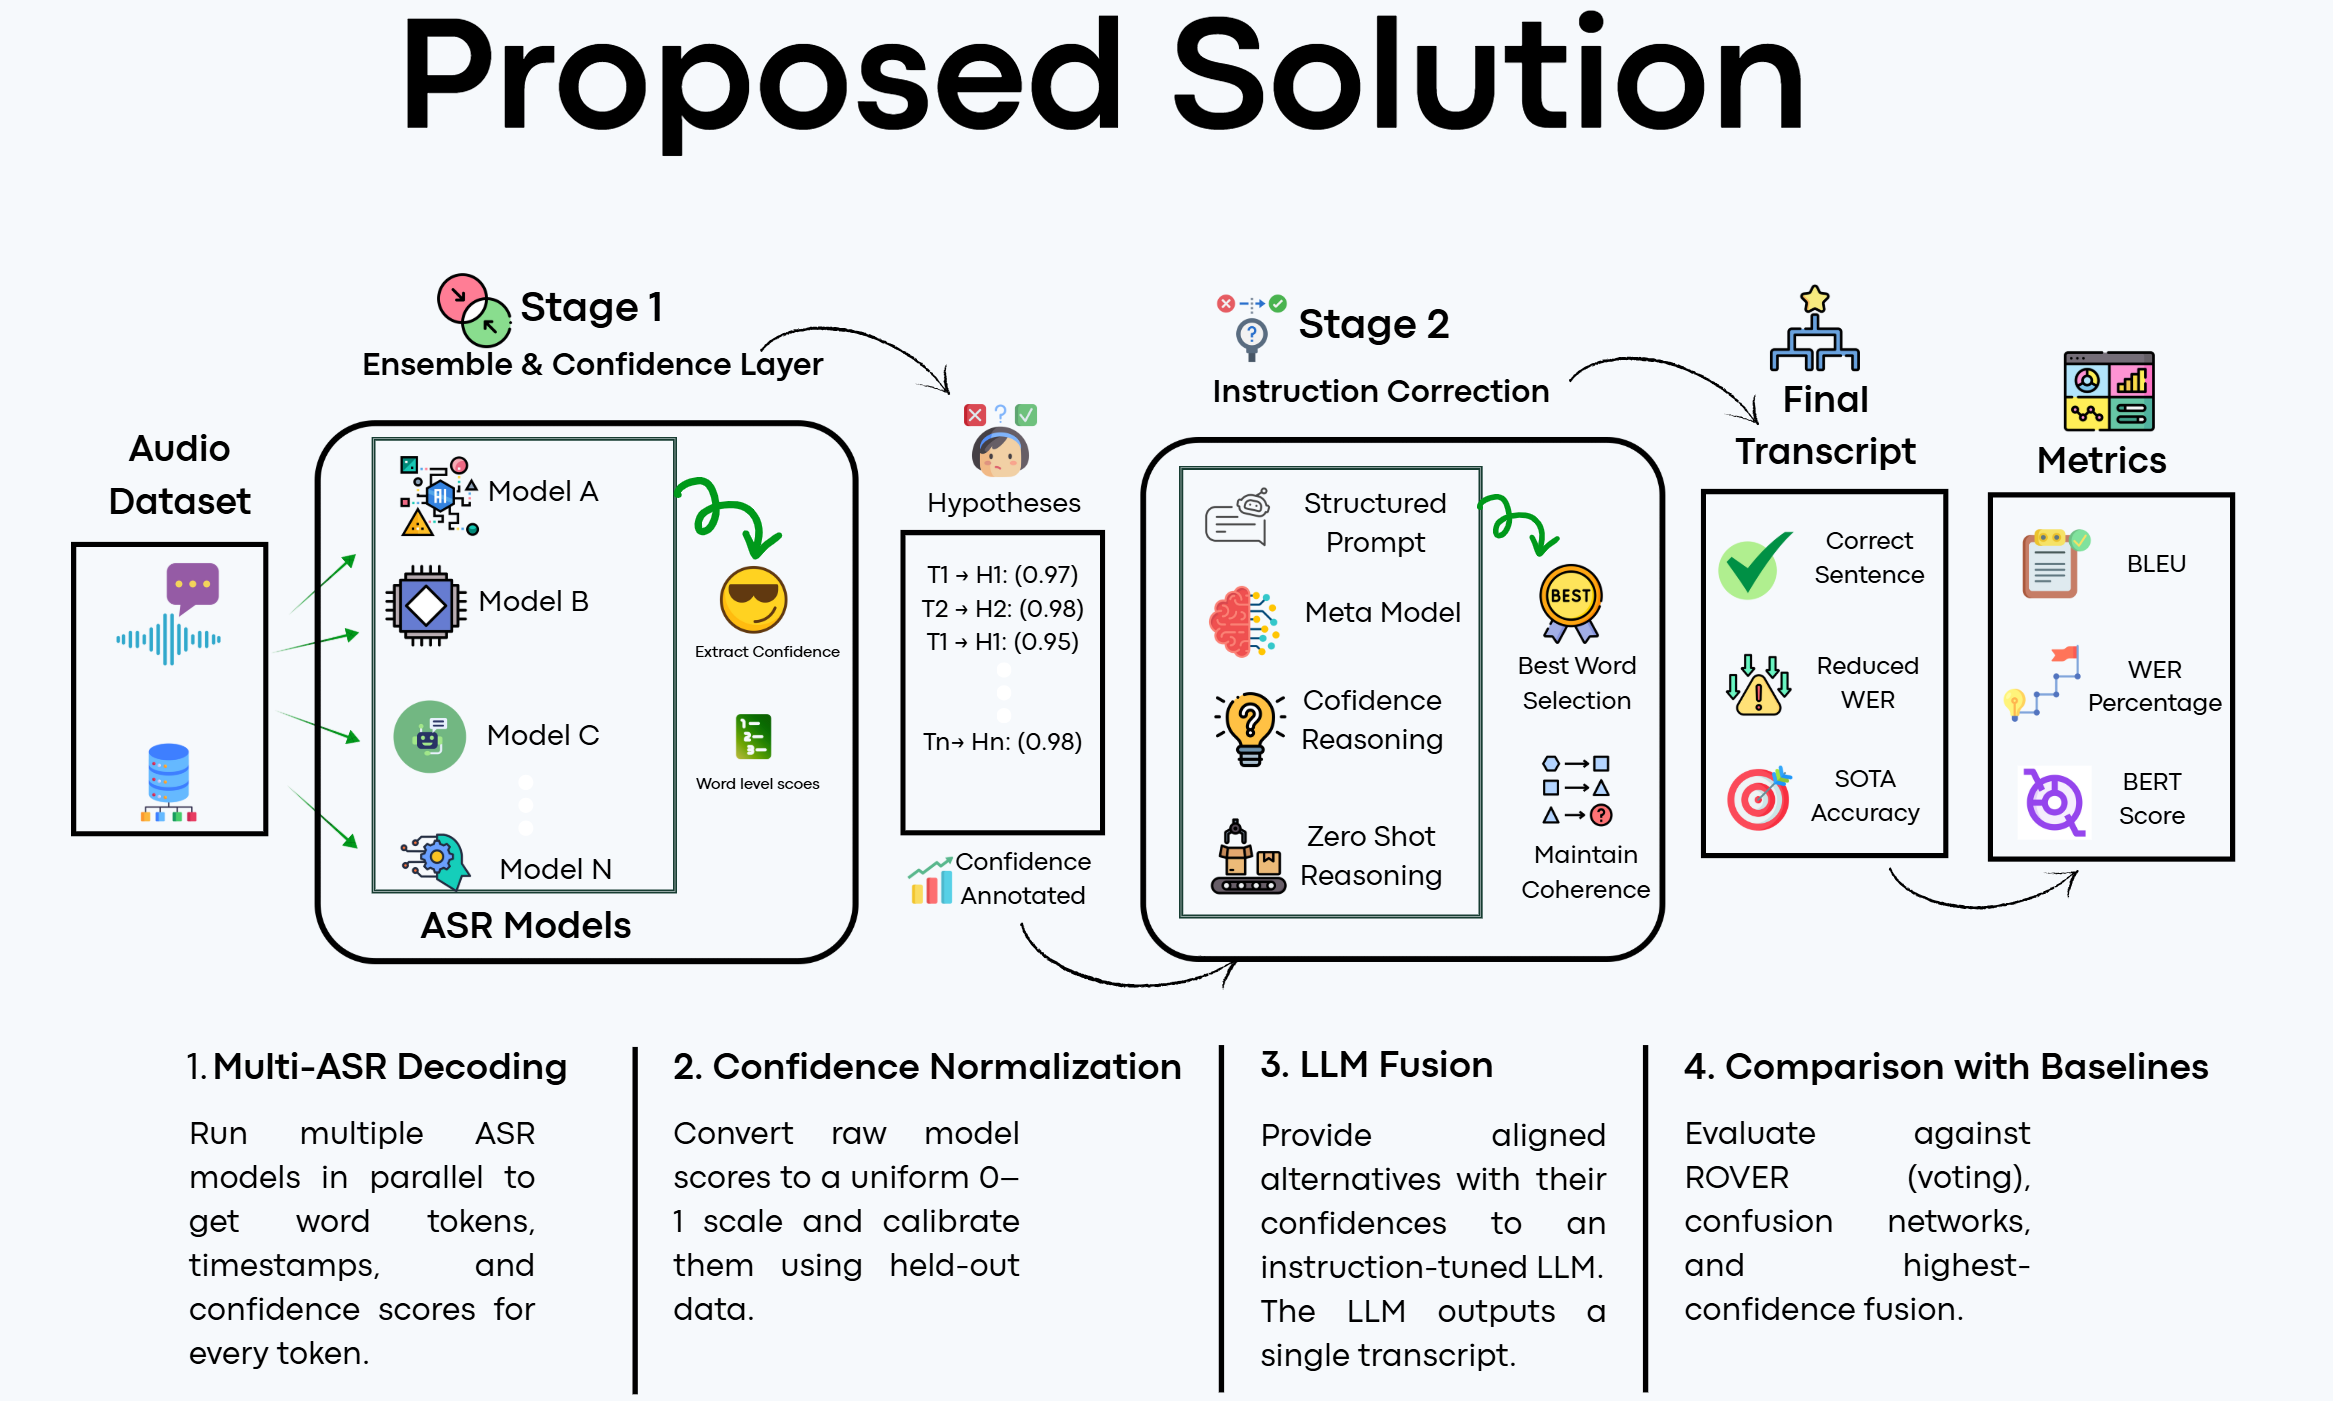 Proposed Solution
Stage 1
Ensemble & Confidence Layer
Audio
Dataset
Model A
AI
Model B
Model C
Model N
ASR Models
Extract Confidence
1
2
3
Word level scoes
Hypotheses
T1 → H1: (0.97)
T2 → H2: (0.98)
T1 → H1: (0.95)
Tn→ Hn: (0.98)
Confidence
Annotated
Stage 2
Instruction Correction
Structured
Prompt
Meta Model
Cofidence
Reasoning
Zero Shot
Reasoning
BEST
Best Word
Selection
Maintain
Coherence
Final
Transcript
Correct
Sentence
Reduced
WER
SOTA
Accuracy
Metrics
BLEU
WER
Percentage
BERT
Score
1. Multi-ASR Decoding
Run multiple ASR
models in parallel to
get word tokens,
timestamps, and
confidence scores for
every token.
2. Confidence Normalization
Convert raw model
scores to a uniform 0–
1 scale and calibrate
them using held-out
data.
3. LLM Fusion
Provide aligned
alternatives with their
confidences to an
instruction-tuned LLM.
The LLM outputs a
single transcript.
4. Comparison with Baselines
Evaluate against
ROVER (voting),
confusion networks,
and highest-
confidence fusion.